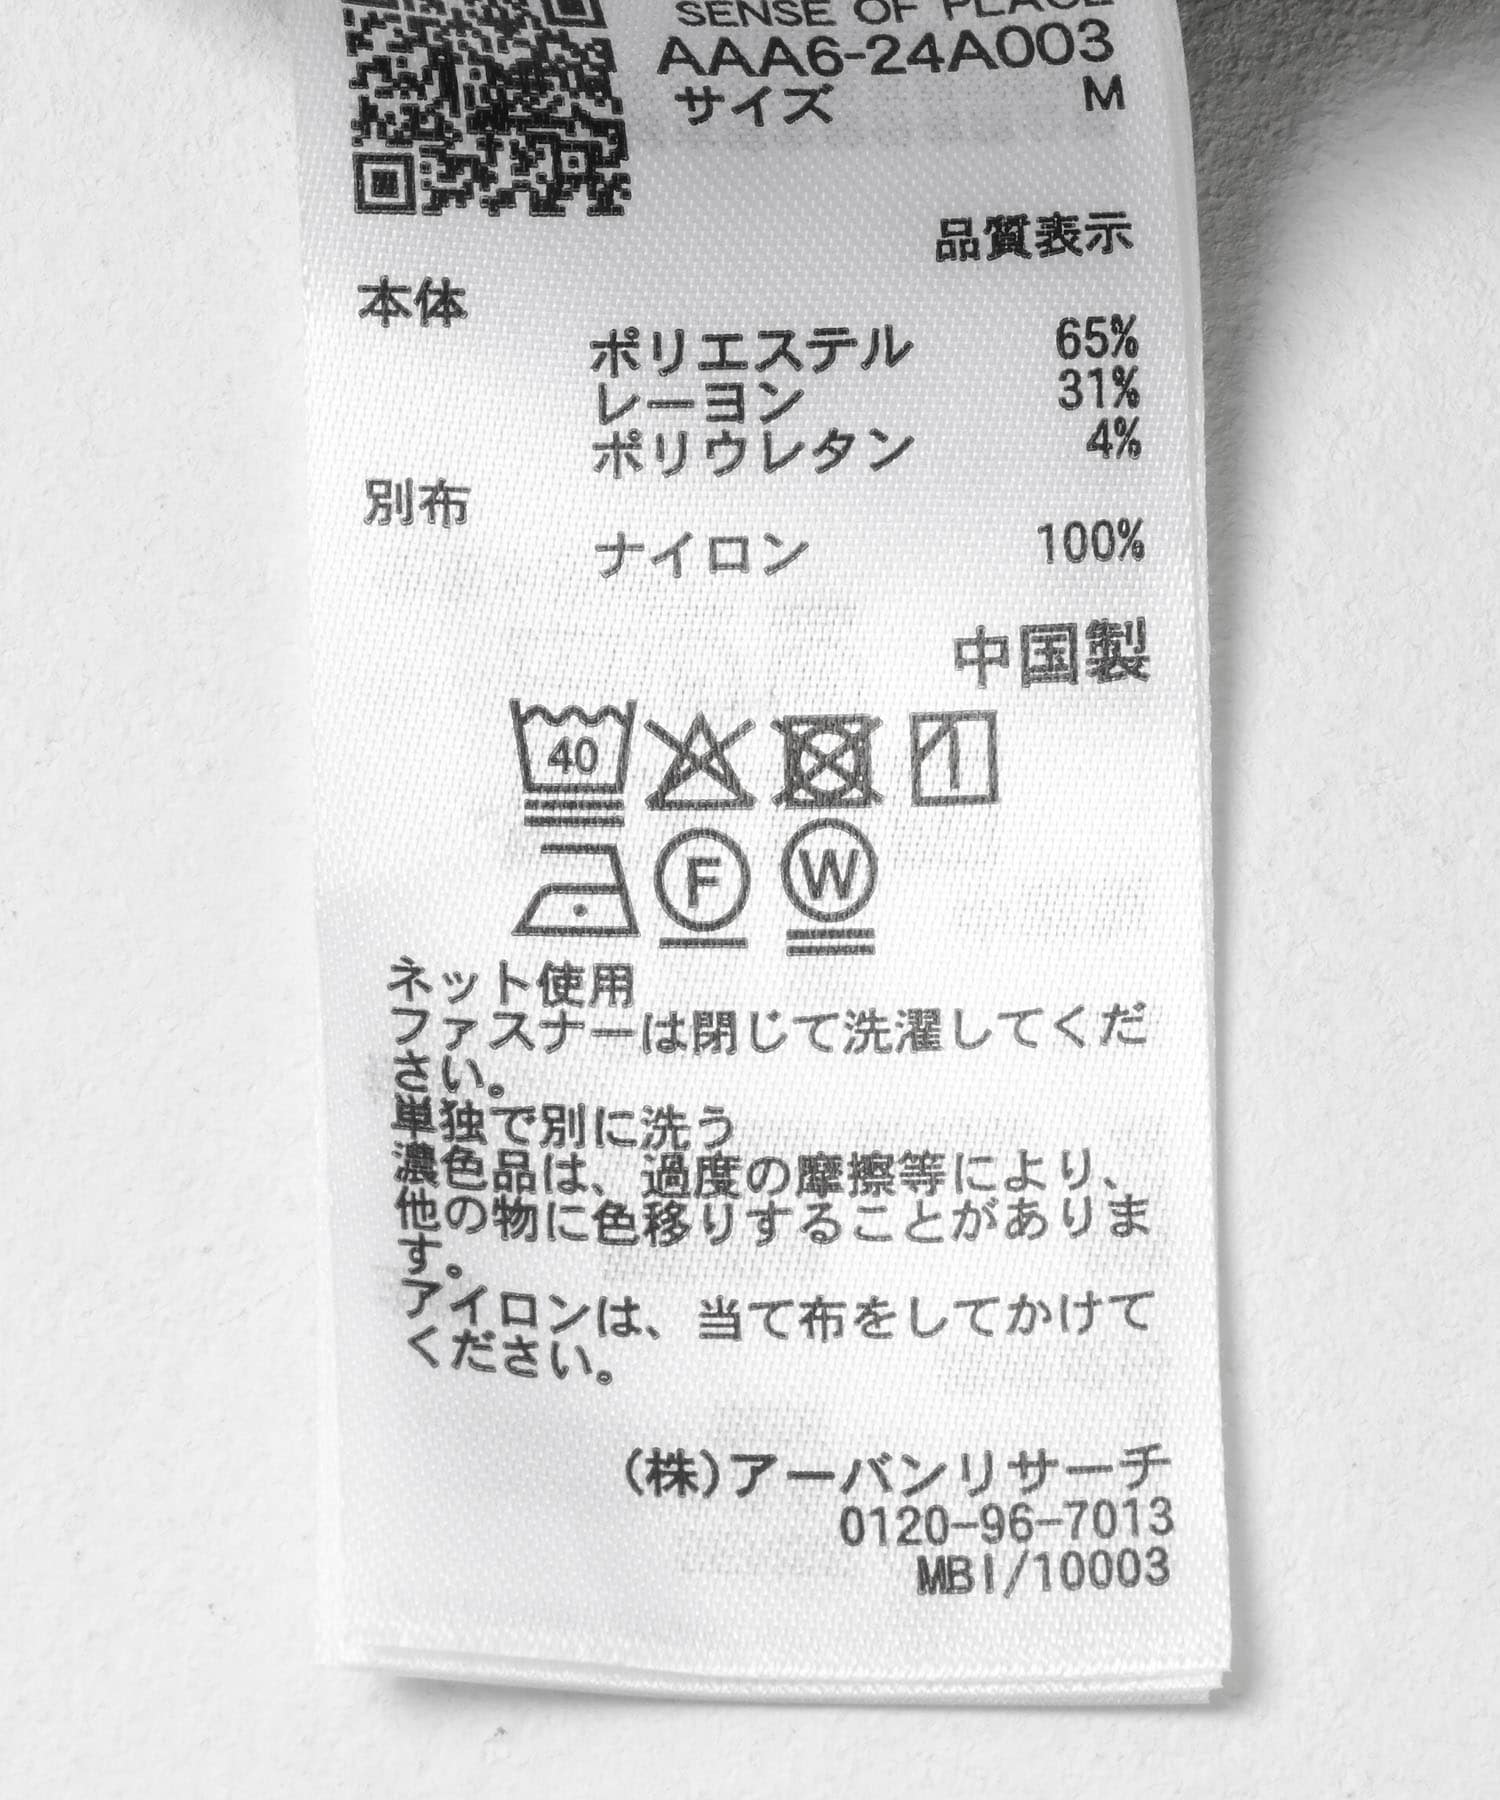 SENSE OF PLACE
AAA6-24A003
サイズ M
品質表示
本体
ポリエステル 65%
レーヨン 31%
ポリウレタン 4%
別布
ナイロン 100%
中国製
40
F W
ネット使用
ファスナーは閉じて洗濯してくだ
さい。
単独で別に洗う
濃色品は、過度の摩擦等により、
他の物に色移りすることがありま
す。
アイロンは、当て布をしてかけて
ください。
(株)アーバンリサーチ
0120-96-7013
MBI/10003